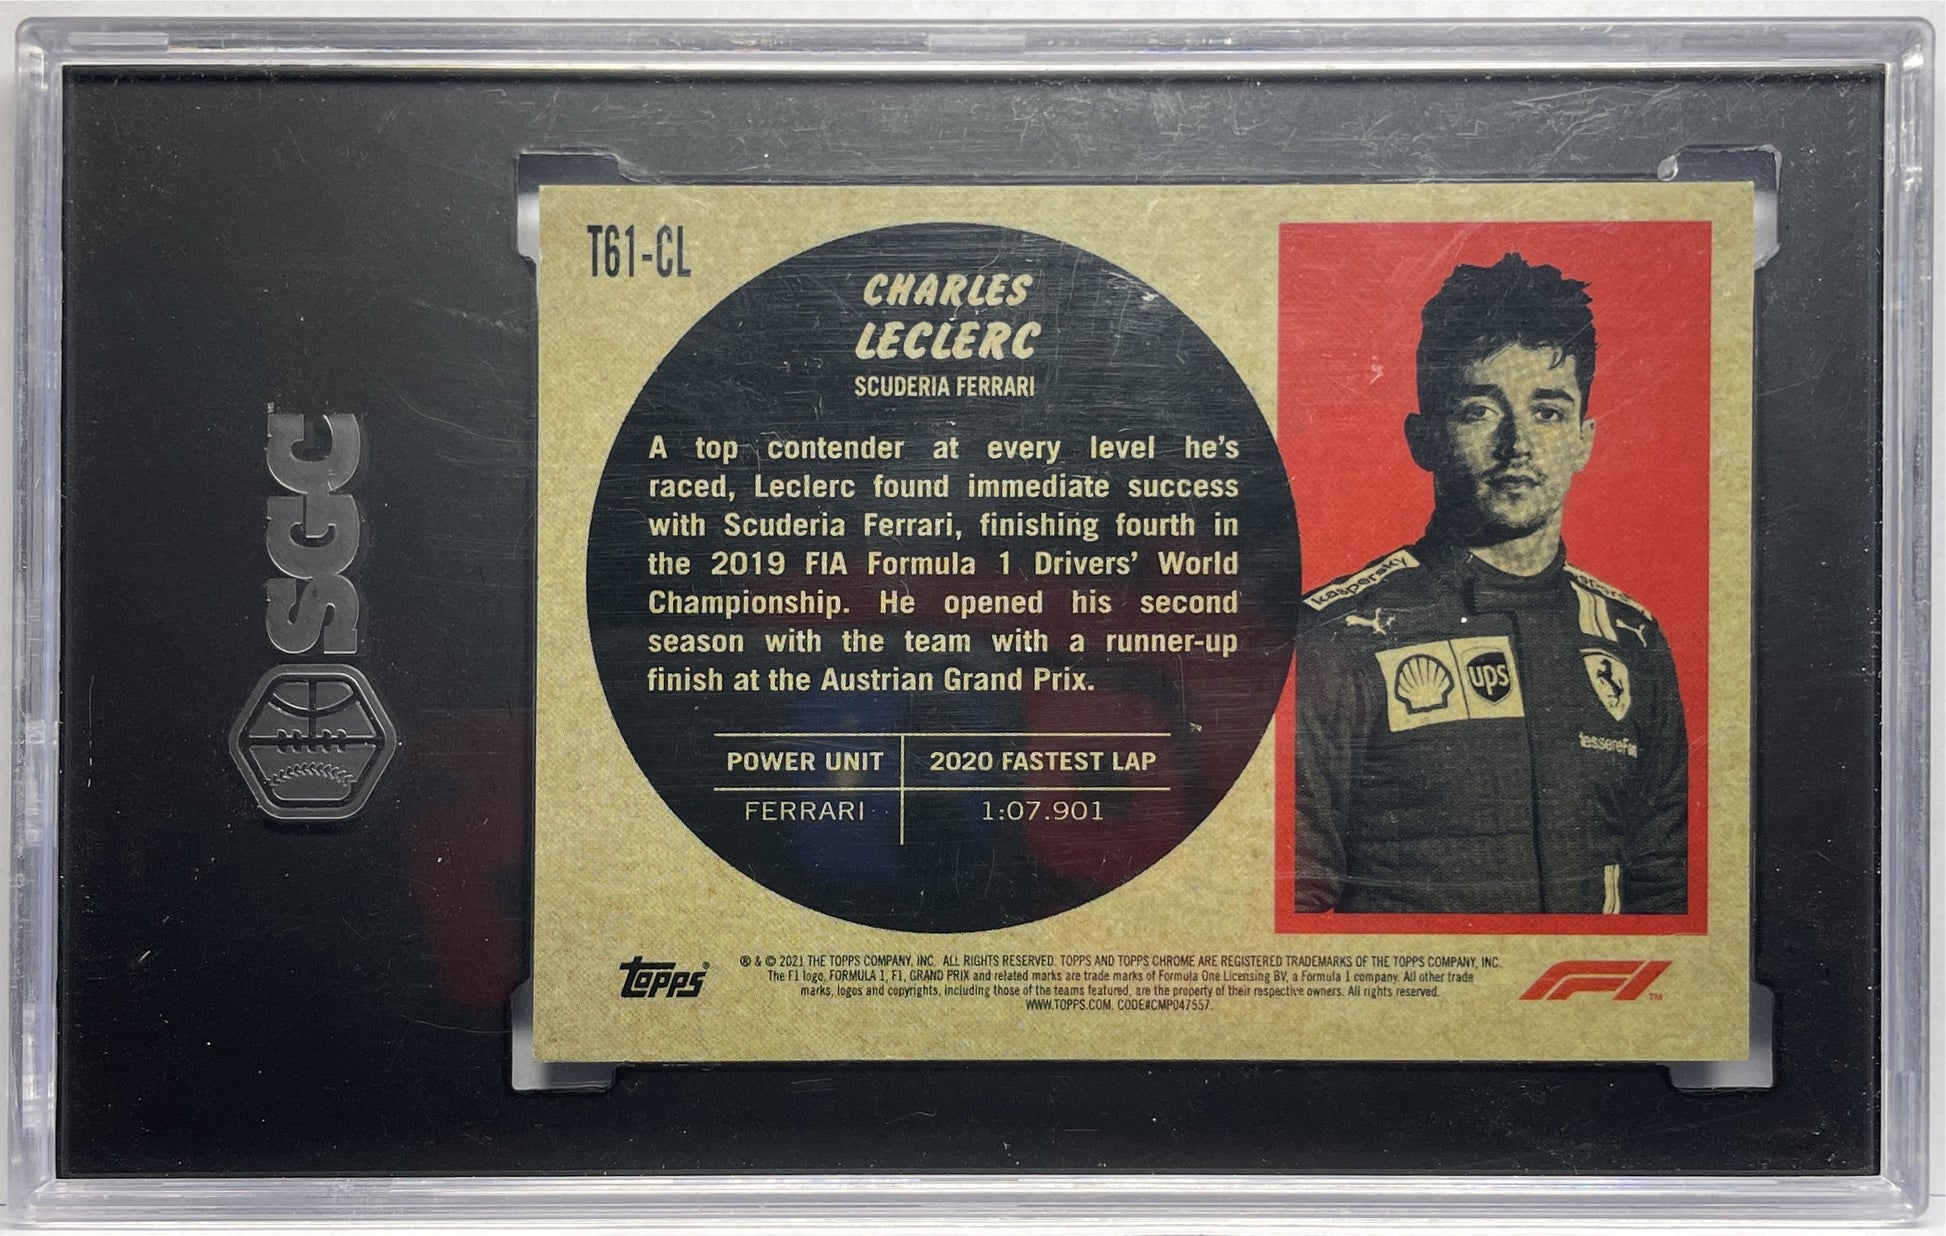 SGC
T61-CL
CHARLES
LECLERC
SCUDERIA FERRARI
A top contender at every level he's
raced, Leclerc found immediate success
with Scuderia Ferrari, finishing fourth in
the 2019 FIA Formula 1 Drivers' World
Championship. He opened his second
season with the team with a runner-up
finish at the Austrian Grand Prix.
POWER UNIT 2020 FASTEST LAP
FERRARI 1:07.901
kaspersky
ups
topps®
® & © 2021 THE TOPPS COMPANY, INC. ALL RIGHTS RESERVED. TOPPS AND TOPPS CHROME ARE REGISTERED TRADEMARKS OF THE TOPPS COMPANY, INC.
The F1 logo, FORMULA 1, F1, GRAND PRIX and related marks are trade marks of Formula One Licensing BV, a Formula 1 company. All other trade
marks, logos and copyrights, including those of the teams featured, are the property of their respective owners. All rights reserved.
WWW.TOPPS.COM. CODE#CMP047557.
F1™